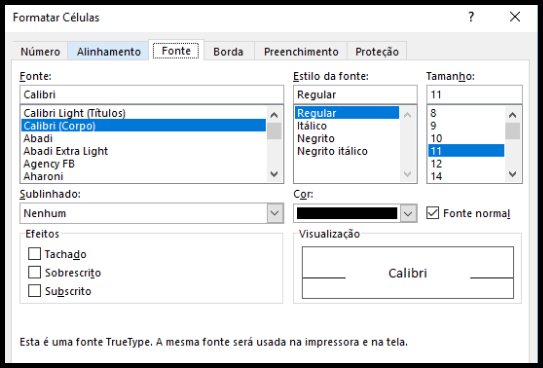 Formatar Células ? ×
Número Alinhamento Fonte Borda Preenchimento Proteção
Fonte: Estilo da fonte: Tamanho:
Calibri Regular 11
Calibri Light (Títulos) Regular 8
Calibri (Corpo) Itálico 9
Abadi Negrito 10
Abadi Extra Light Negrito itálico 11
Agency FB 12
Aharoni 14
Sublinhado: Cor:
Nenhum Fonte normal
Efeitos Visualização
Tachado
Sobrescrito Calibri
Subscrito
Esta é uma fonte TrueType. A mesma fonte será usada na impressora e na tela.